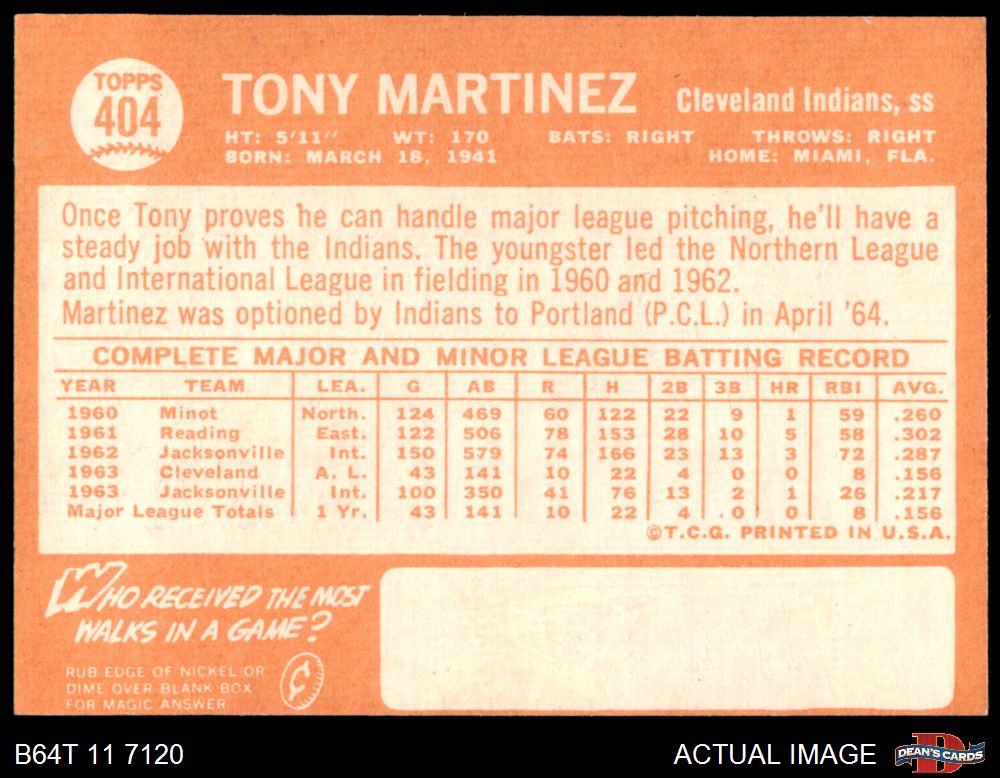 TOPPS
404
TONY MARTINEZ Cleveland Indians, ss
HT: 5'11" WT: 170 BATS: RIGHT THROWS: RIGHT
BORN: MARCH 18, 1941 HOME: MIAMI, FLA.
Once Tony proves he can handle major league pitching, he'll have a
steady job with the Indians. The youngster led the Northern League
and International League in fielding in 1960 and 1962.
Martinez was optioned by Indians to Portland (P.C.L.) in April '64.
COMPLETE MAJOR AND MINOR LEAGUE BATTING RECORD
YEAR TEAM LEA. G AB R H 2B 3B HR RBI AVG.
1960 Minot North. 124 469 60 122 22 9 1 59 .260
1961 Reading East. 122 506 78 153 28 10 5 58 .302
1962 Jacksonville Int. 150 579 74 166 23 13 3 72 .287
1963 Cleveland A. L. 43 141 10 22 4 0 0 8 .156
1963 Jacksonville Int. 100 350 41 76 13 2 1 26 .217
Major League Totals 1 Yr. 43 141 10 22 4 0 0 8 .156
©T.C.G. PRINTED IN U.S.A.
WHO RECEIVED THE MOST
WALKS IN A GAME?
RUB EDGE OF NICKEL OR
DIME OVER BLANK BOX
FOR MAGIC ANSWER
¢
B64T 11 7120 ACTUAL IMAGE DEAN'S CARDS